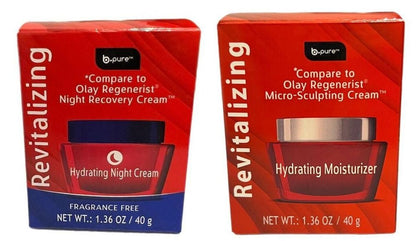 Revitalizing
b.pure™
*Compare to
Olay Regenerist®
Night Recovery Cream™
Hydrating Night Cream
FRAGRANCE FREE
NET WT.: 1.36 OZ / 40 g
Revitalizing
b.pure™
*Compare to
Olay Regenerist®
Micro-Sculpting Cream™
Hydrating Moisturizer
NET WT.: 1.36 OZ / 40 g